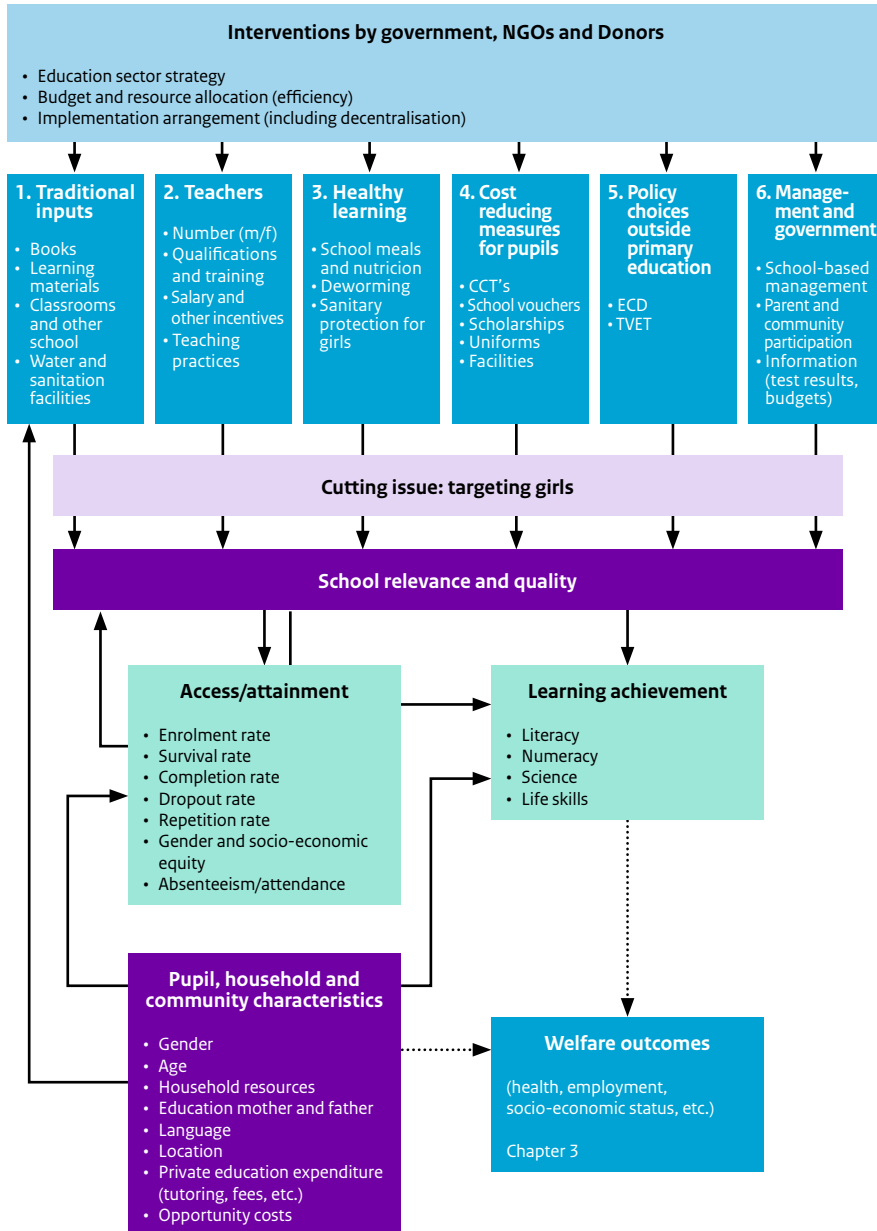 Interventions by government, NGOs and Donors
• Education sector strategy
• Budget and resource allocation (efficiency)
• Implementation arrangement (including decentralisation)
1. Traditional
inputs
• Books
• Learning
materials
• Classrooms
and other
school
• Water and
sanitation
facilities
2. Teachers
• Number (m/f)
• Qualifications
and training
• Salary and
other incentives
• Teaching
practices
3. Healthy
learning
• School meals
and nutricion
• Deworming
• Sanitary
protection for
girls
4. Cost
reducing
measures
for pupils
• CCT's
• School vouchers
• Scholarships
• Uniforms
• Facilities
5. Policy
choices
outside
primary
education
• ECD
• TVET
6. Manage-
ment and
government
• School-based
management
• Parent and
community
participation
• Information
(test results,
budgets)
Cutting issue: targeting girls
School relevance and quality
Access/attainment
• Enrolment rate
• Survival rate
• Completion rate
• Dropout rate
• Repetition rate
• Gender and socio-economic
equity
• Absenteeism/attendance
Learning achievement
• Literacy
• Numeracy
• Science
• Life skills
Pupil, household and
community characteristics
• Gender
• Age
• Household resources
• Education mother and father
• Language
• Location
• Private education expenditure
(tutoring, fees, etc.)
• Opportunity costs
Welfare outcomes
(health, employment,
socio-economic status, etc.)
Chapter 3